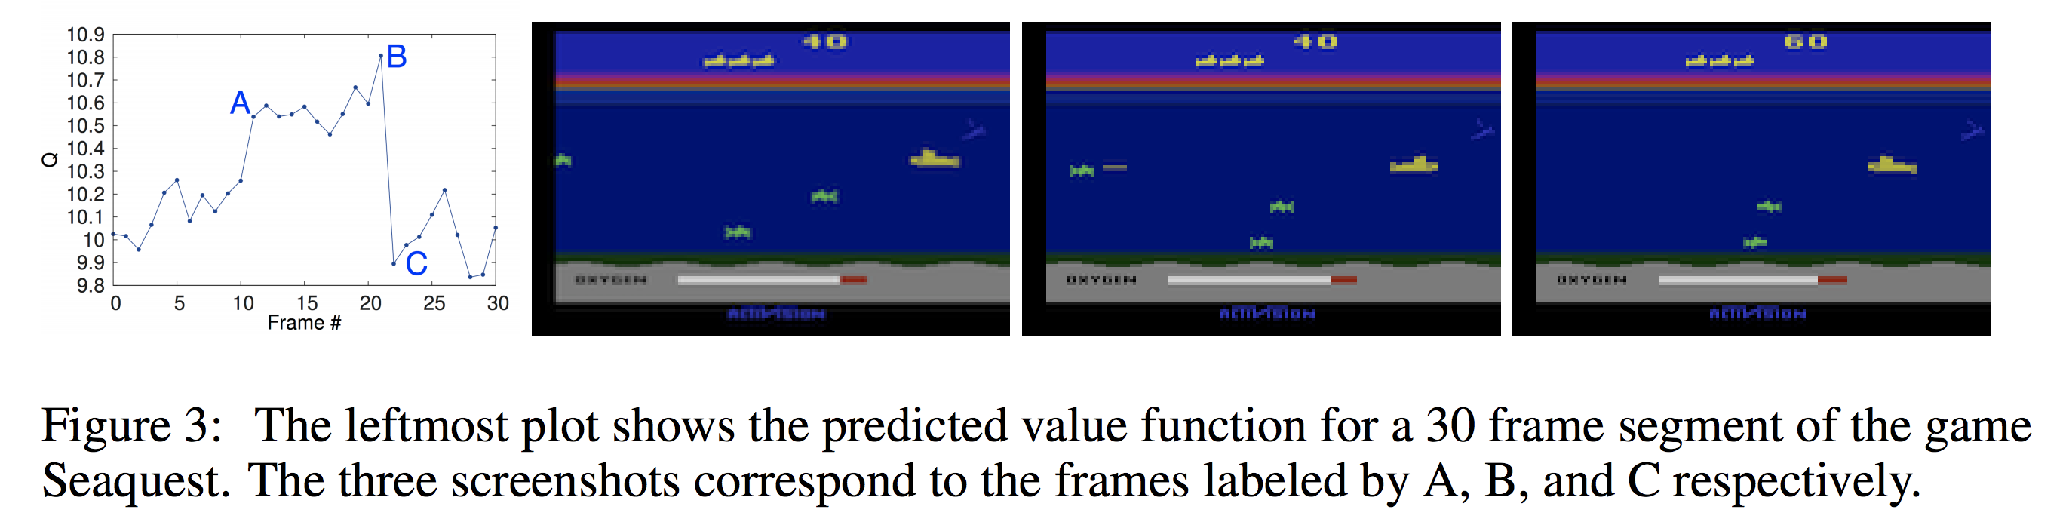 10.9
10.8
10.7
10.6
10.5
10.4
10.3
10.2
10.1
10
9.9
9.8
Q
A
B
C
0 5 10 15 20 25 30
Frame #
40
OXYGEN
ACTIVISION
40
OXYGEN
ACTIVISION
60
OXYGEN
ACTIVISION
Figure 3: The leftmost plot shows the predicted value function for a 30 frame segment of the game
Seaquest. The three screenshots correspond to the frames labeled by A, B, and C respectively.